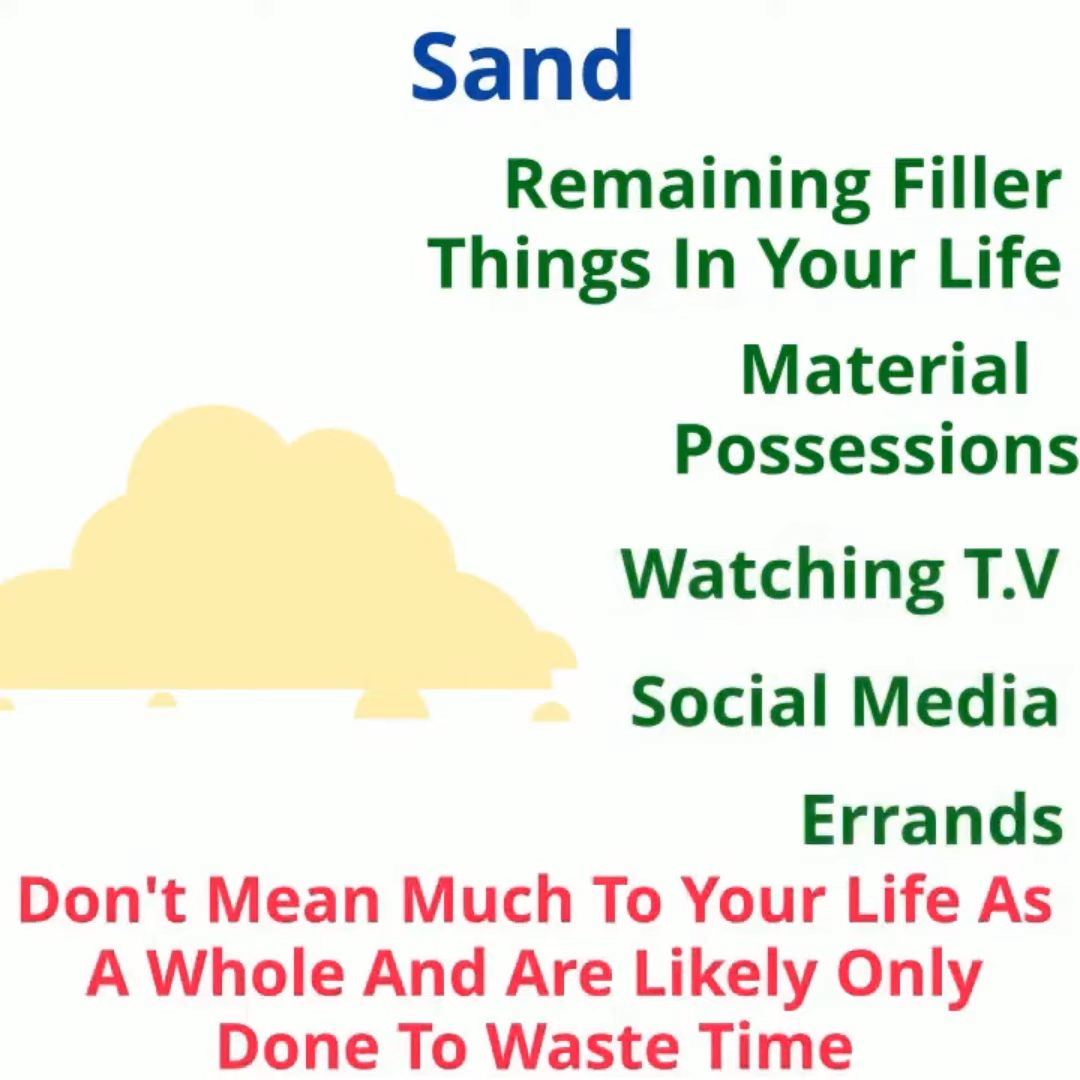 Sand
Remaining Filler
Things In Your Life
Material
Possessions
Watching T.V
Social Media
Errands
Don't Mean Much To Your Life As
A Whole And Are Likely Only
Done To Waste Time